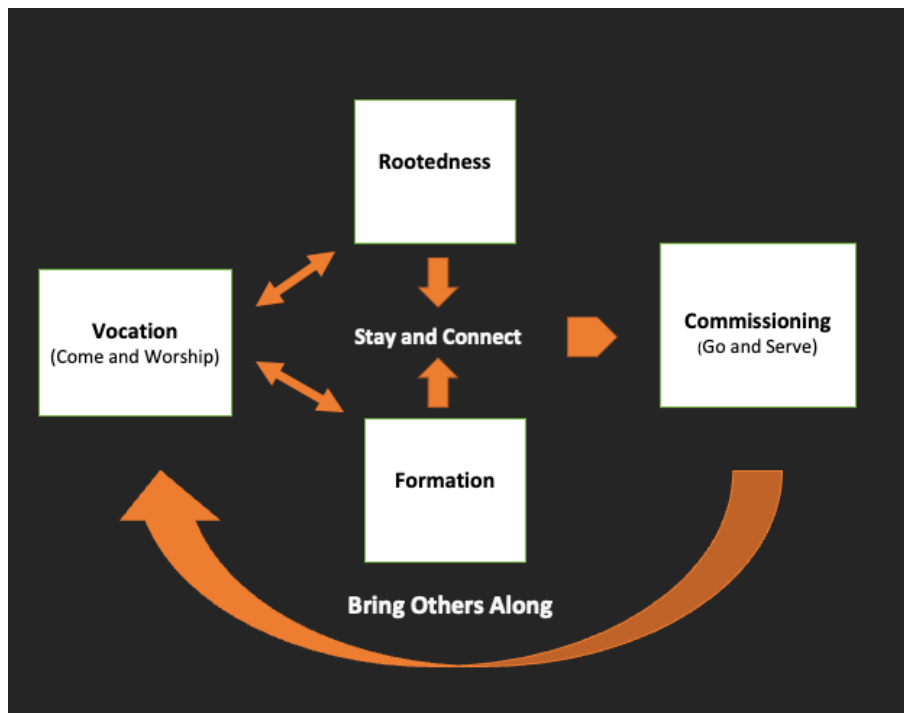 Rootedness
Vocation
(Come and Worship)
Stay and Connect
Commissioning
(Go and Serve)
Formation
Bring Others Along